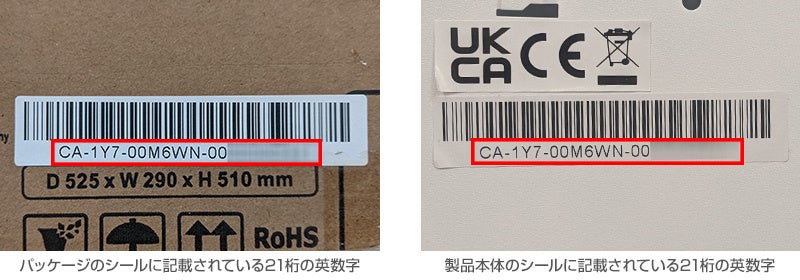 CA-1Y7-00M6WN-00
D 525 x W 290 x H 510 mm
RoHS
パッケージのシールに記載されている21桁の英数字
UK
CA CE
CA-1Y7-00M6WN-00
製品本体のシールに記載されている21桁の英数字